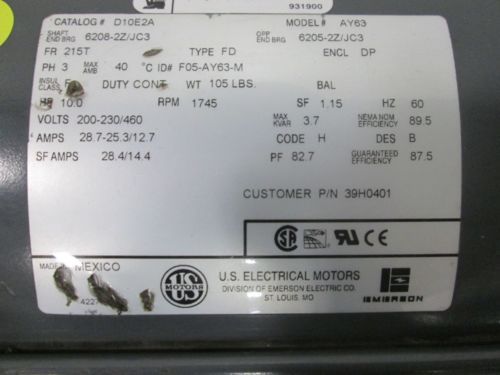 931900
CATALOG # D10E2A MODEL# AY63
SHAFT END BRG 6208-2Z/JC3 OPP END BRG 6205-2Z/JC3
FR 215T TYPE FD ENCL DP
PH 3 MAX AMB 40 °C ID# F05-AY63-M
INSUL CLASS F DUTY CONT WT 105 LBS. BAL
HP 10.0 RPM 1745 SF 1.15 HZ 60
VOLTS 200-230/460 MAX KVAR 3.7 NEMA NOM EFFICIENCY 89.5
AMPS 28.7-25.3/12.7 CODE H DES B
SF AMPS 28.4/14.4 PF 82.7 GUARANTEED EFFICIENCY 87.5
CUSTOMER P/N 39H0401
SA UR CE
MADE MEXICO
US MOTORS
U.S. ELECTRICAL MOTORS
DIVISION OF EMERSON ELECTRIC CO.
ST. LOUIS, MO
EMERSON